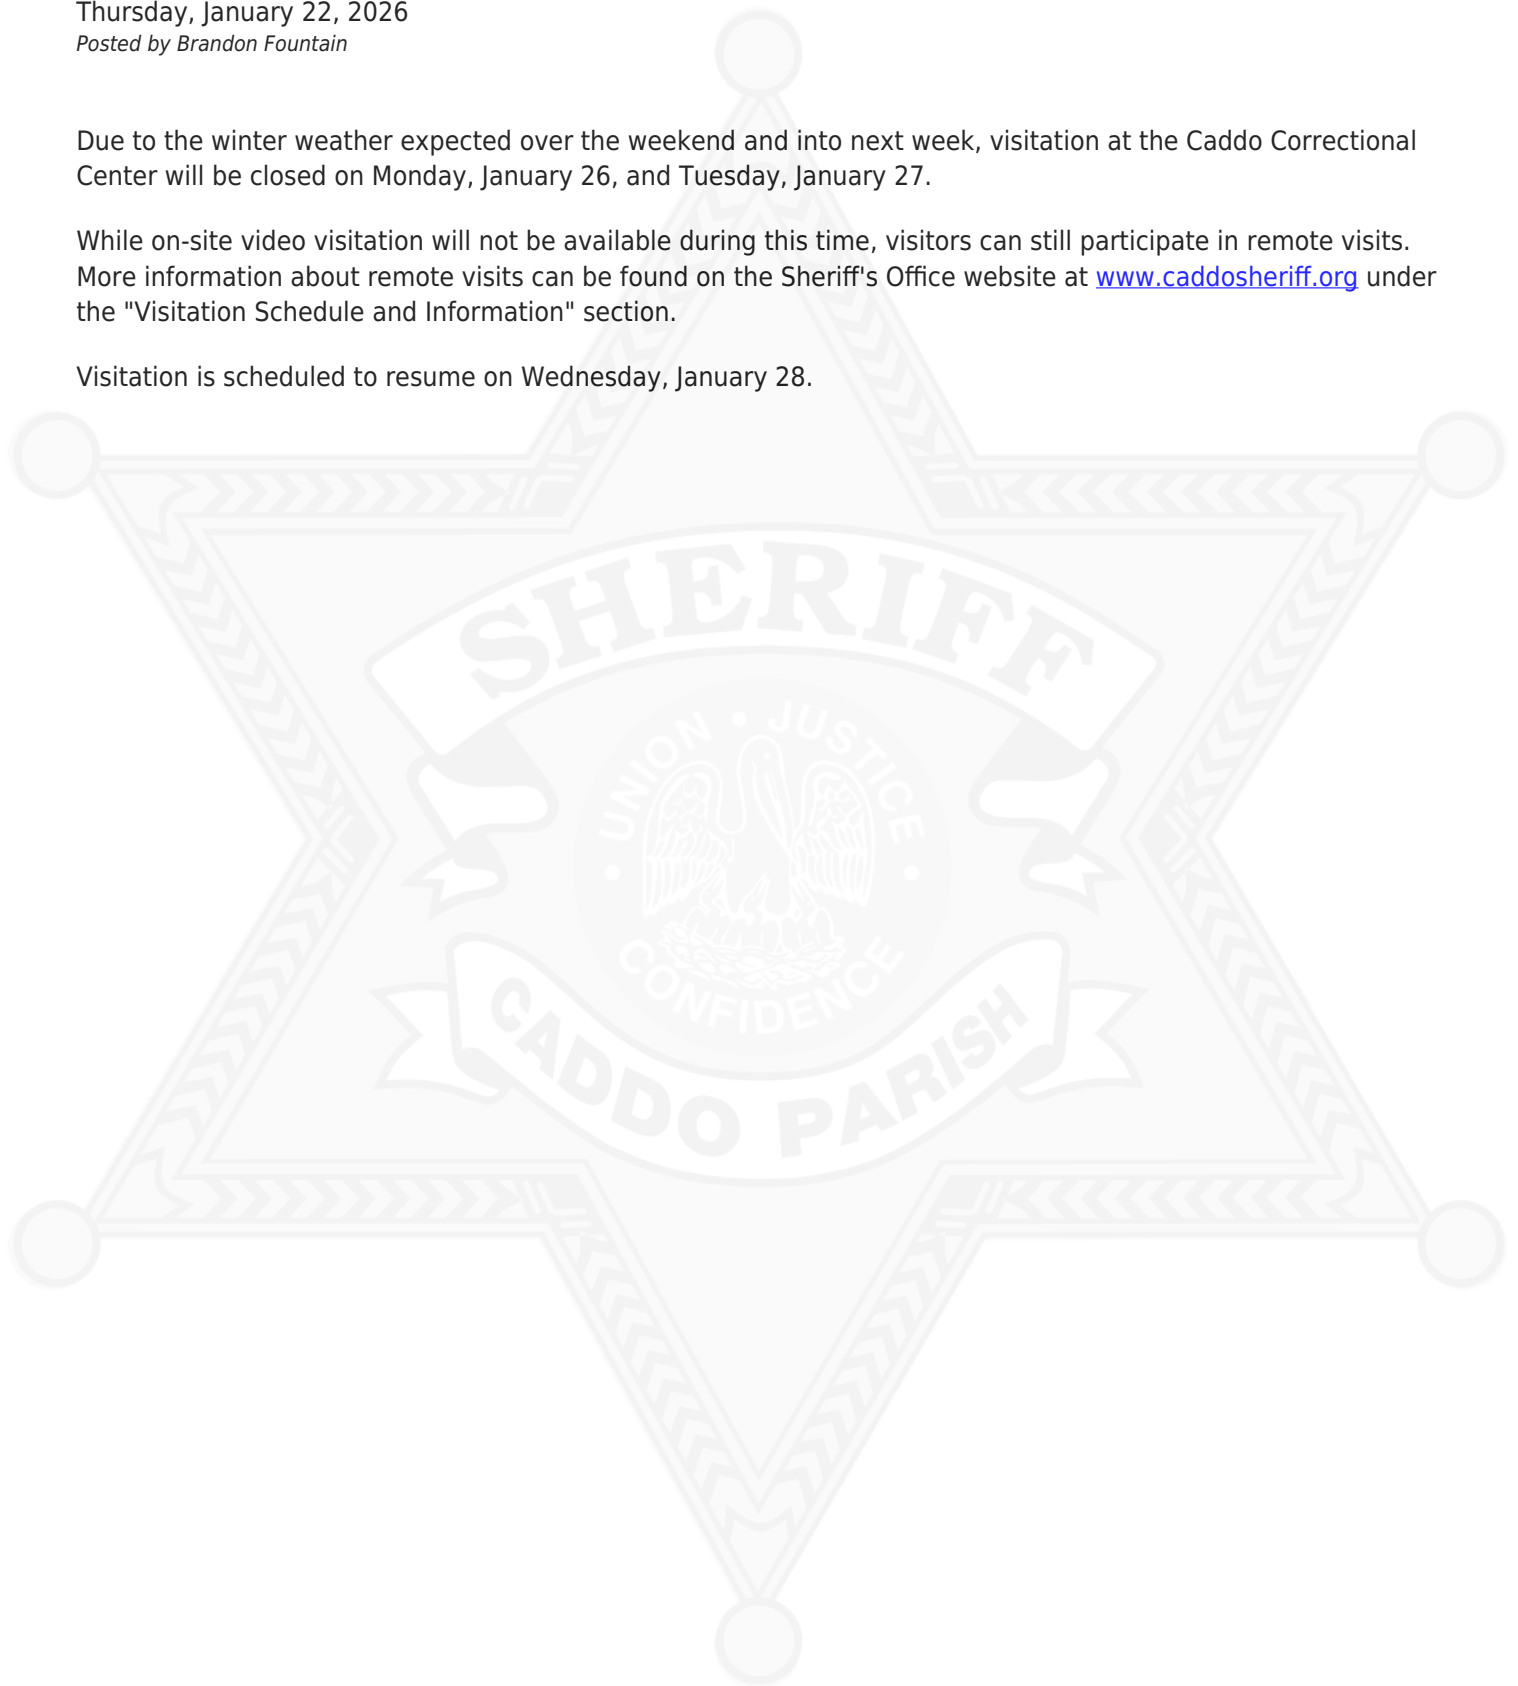 Thursday, January 22, 2026
Posted by Brandon Fountain
Due to the winter weather expected over the weekend and into next week, visitation at the Caddo Correctional
Center will be closed on Monday, January 26, and Tuesday, January 27.
While on-site video visitation will not be available during this time, visitors can still participate in remote visits.
More information about remote visits can be found on the Sheriff's Office website at www.caddosheriff.org under
the "Visitation Schedule and Information" section.
Visitation is scheduled to resume on Wednesday, January 28.
SHERIFF
UNION • JUSTICE
• CONFIDENCE •
CADDO PARISH